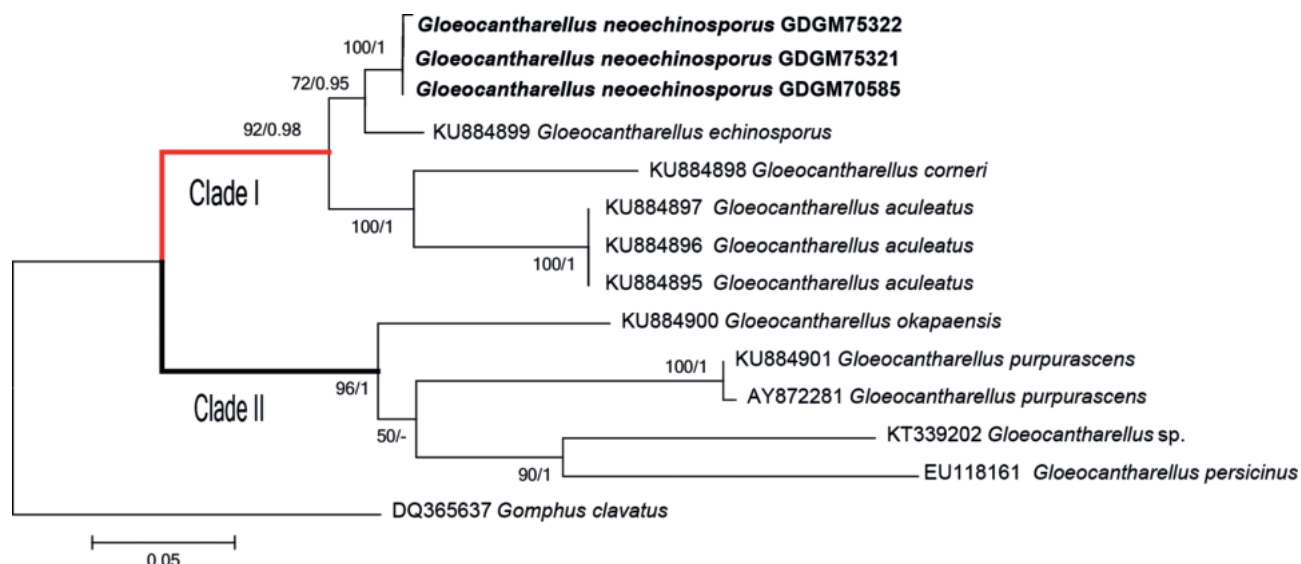 Gloeocantharellus neoechinosporus GDGM75322
100/1
Gloeocantharellus neoechinosporus GDGM75321
72/0.95
Gloeocantharellus neoechinosporus GDGM70585
92/0.98
KU884899 Gloeocantharellus echinosporus
KU884898 Gloeocantharellus corneri
Clade I
KU884897 Gloeocantharellus aculeatus
100/1
KU884896 Gloeocantharellus aculeatus
100/1
KU884895 Gloeocantharellus aculeatus
KU884900 Gloeocantharellus okapaensis
100/1
KU884901 Gloeocantharellus purpurascens
96/1
AY872281 Gloeocantharellus purpurascens
Clade II
50/-
KT339202 Gloeocantharellus sp.
90/1
EU118161 Gloeocantharellus persicinus
DQ365637 Gomphus clavatus
0.05